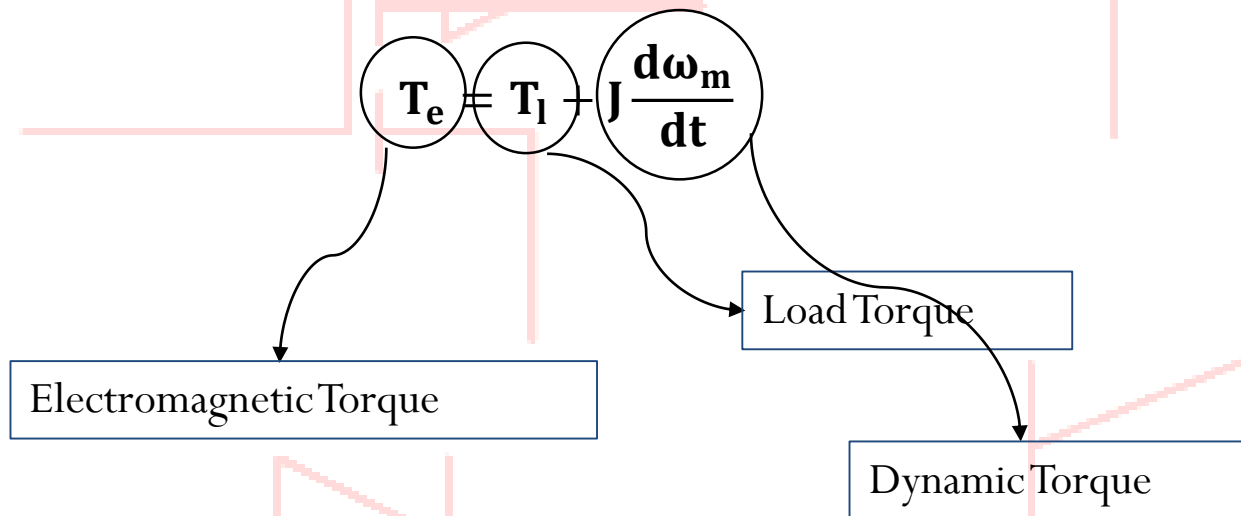 Tₑ = Tₗ + J dωₘ/dt
Load Torque
Electromagnetic Torque
Dynamic Torque